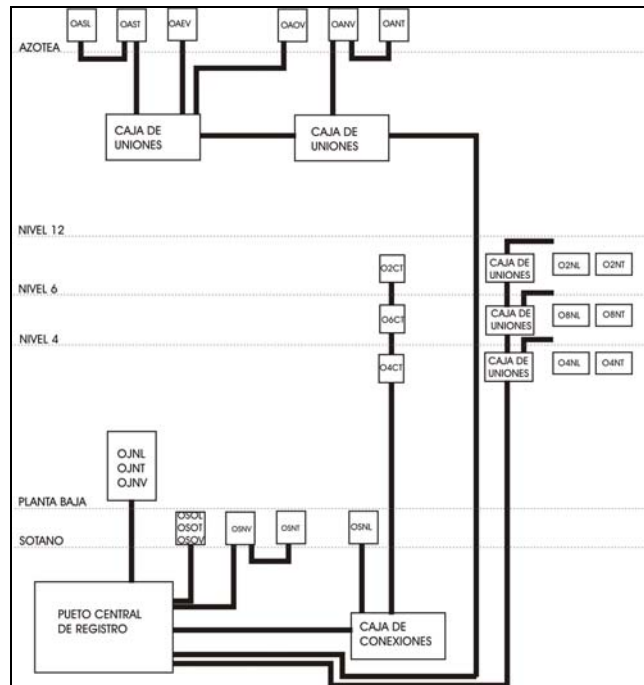 OASL OAST OAEV OAOV OANV OANT
AZOTEA
CAJA DE
UNIONES
CAJA DE
UNIONES
NIVEL 12
O2CT
CAJA DE
UNIONES
O2NL O2NT
NIVEL 6
O6CT
CAJA DE
UNIONES
O8NL O8NT
NIVEL 4
O4CT
CAJA DE
UNIONES
O4NL O4NT
OJNL
OJNT
OJNV
PLANTA BAJA
OSOL
OSOT
OSOV
OSNV OSNT OSNL
SOTANO
PUETO CENTRAL
DE REGISTRO
CAJA DE
CONEXIONES